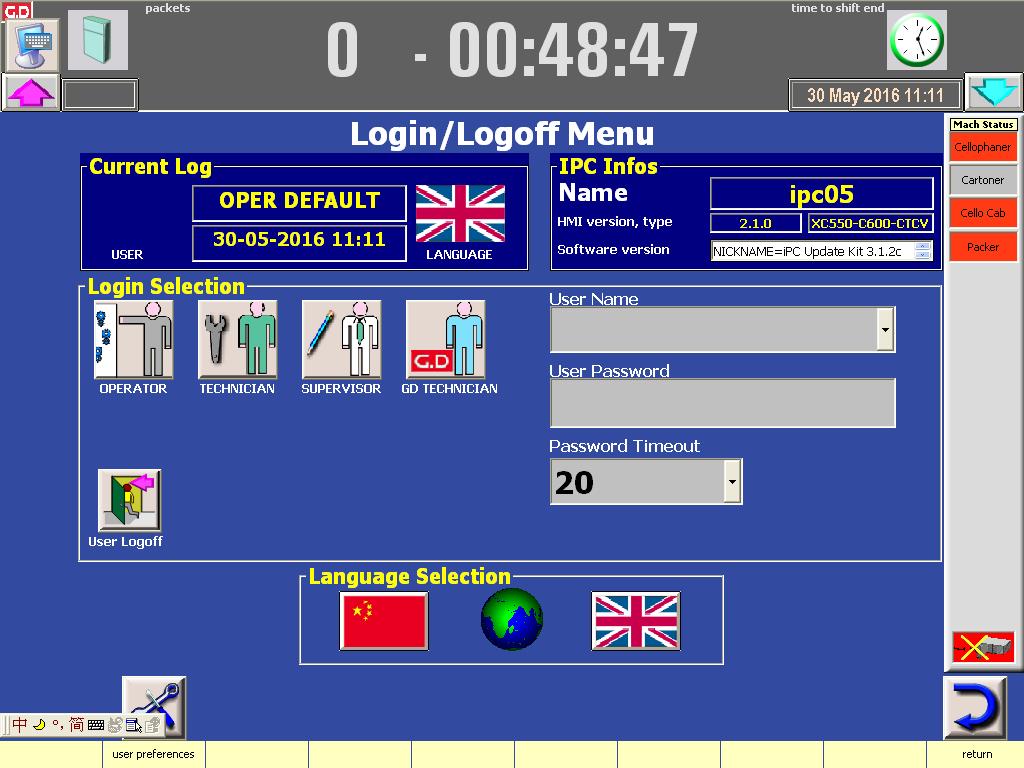 G.D
packets
time to shift end
0 - 00:48:47
30 May 2016 11:11
Login/Logoff Menu
Mach Status
Cellophaner
Cartoner
Cello Cab
Packer
Current Log
OPER DEFAULT
30-05-2016 11:11
USER
LANGUAGE
IPC Infos
Name
ipc05
HMI version, type
2.1.0
XC550-C600-CTCV
Software version
NICKNAME=iPC Update Kit 3.1.2c
Login Selection
OPERATOR
TECHNICIAN
SUPERVISOR
G.D
GD TECHNICIAN
User Name
User Password
Password Timeout
20
User Logoff
Language Selection
中 °, 简
user preferences
return